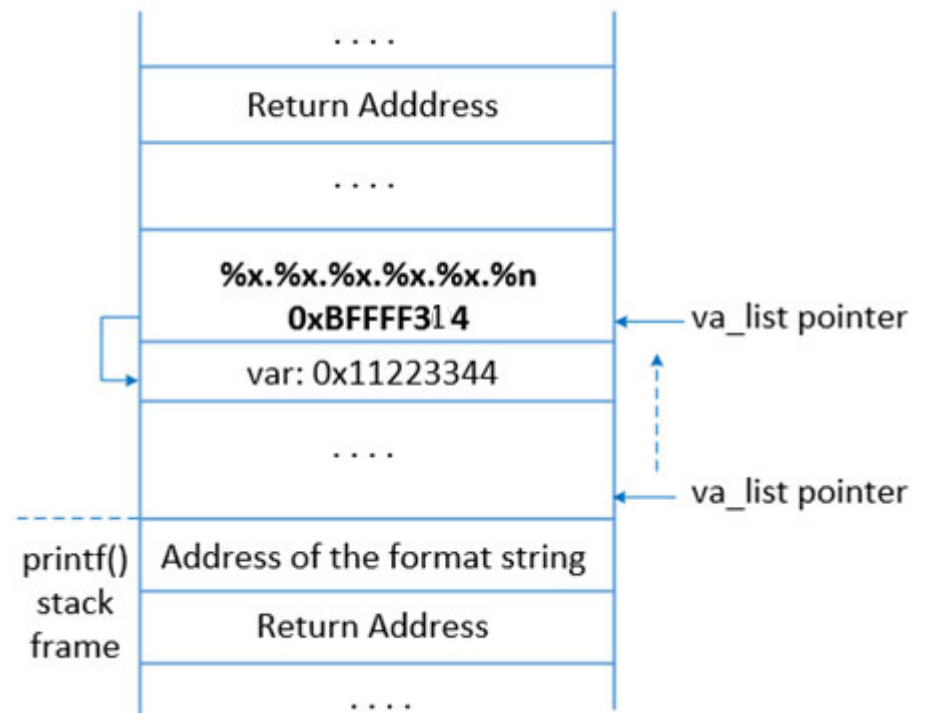 . . . .
Return Adddress
. . . .
%x.%x.%x.%x.%x.%n
0xBFFFF314
va_list pointer
var: 0x11223344
. . . .
va_list pointer
printf()
stack
frame
Address of the format string
Return Address
. . . .